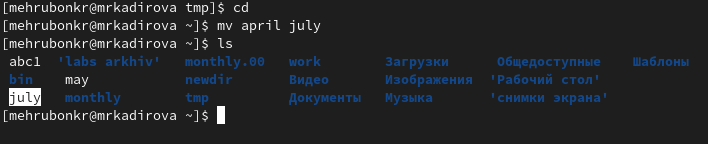 [mehrubonkr@mrkadirova tmp]$ cd
[mehrubonkr@mrkadirova ~]$ mv april july
[mehrubonkr@mrkadirova ~]$ ls
abc1 'labs arkhiv' monthly.00 work Загрузки Общедоступные Шаблоны
bin may newdir Видео Изображения 'Рабочий стол'
july monthly tmp Документы Музыка 'снимки экрана'
[mehrubonkr@mrkadirova ~]$